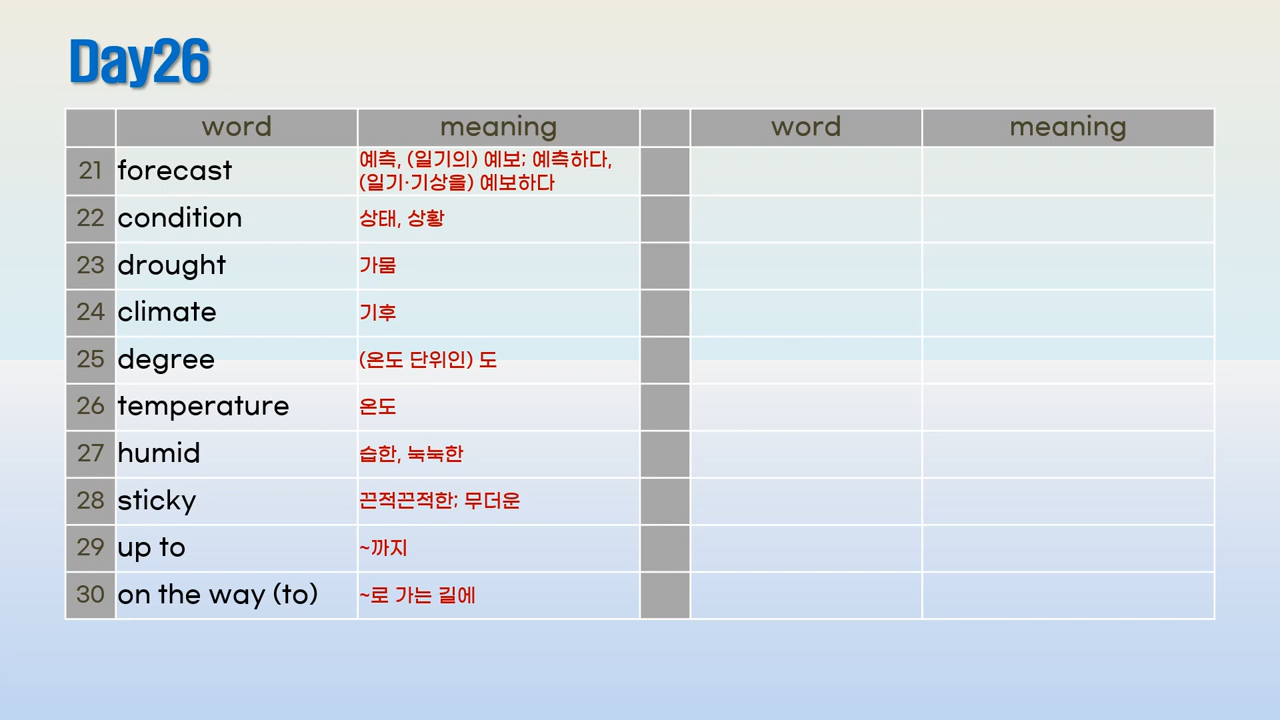 Day26
word meaning word meaning
21 forecast 예측, (일기의) 예보; 예측하다,
(일기·기상을) 예보하다
22 condition 상태, 상황
23 drought 가뭄
24 climate 기후
25 degree (온도 단위인) 도
26 temperature 온도
27 humid 습한, 눅눅한
28 sticky 끈적끈적한; 무더운
29 up to ~까지
30 on the way (to) ~로 가는 길에